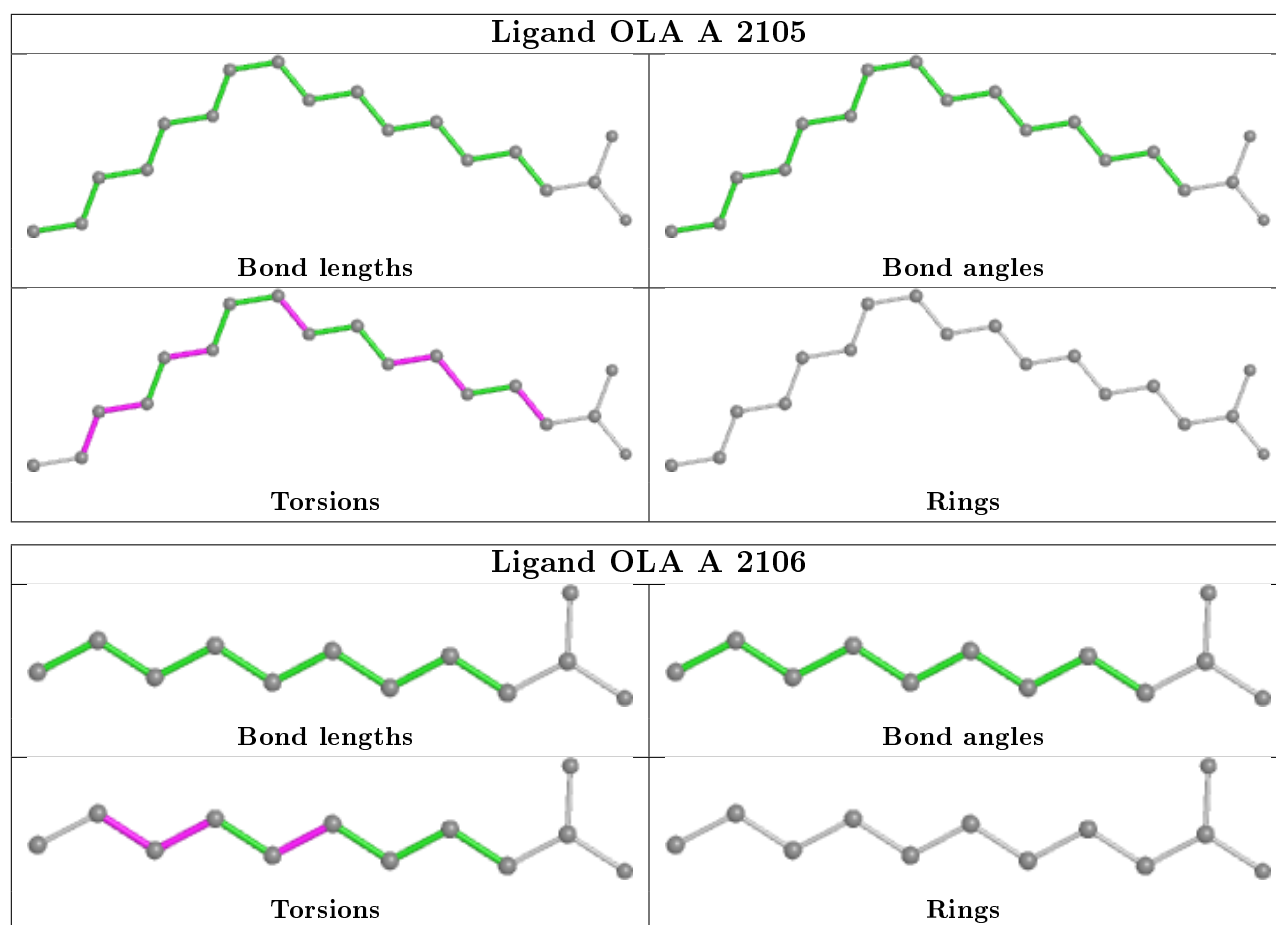 Ligand OLA A 2105
Bond lengths
Bond angles
Torsions
Rings
Ligand OLA A 2106
Bond lengths
Bond angles
Torsions
Rings